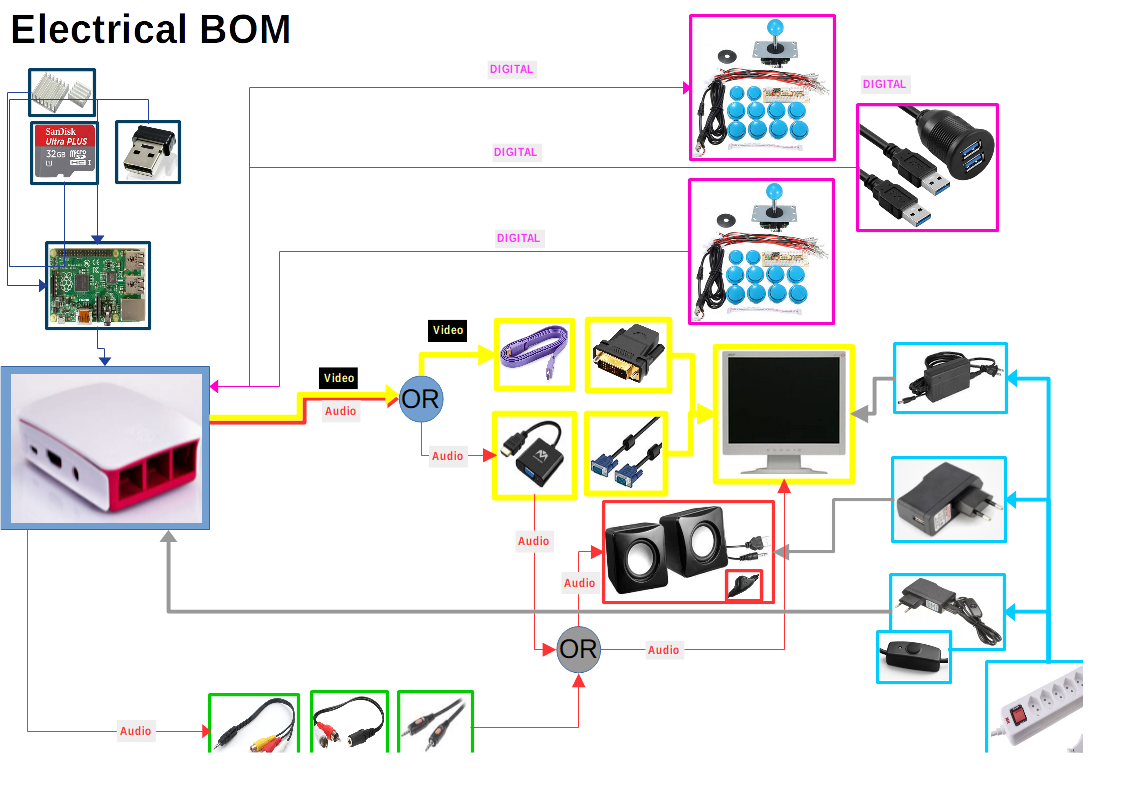 Electrical BOM
DIGITAL
DIGITAL
SanDisk
Ultra PLUS
32GB
micro
DIGITAL
DIGITAL
Video
Video
OR
Audio
Audio
Audio
Audio
OR
Audio
Audio